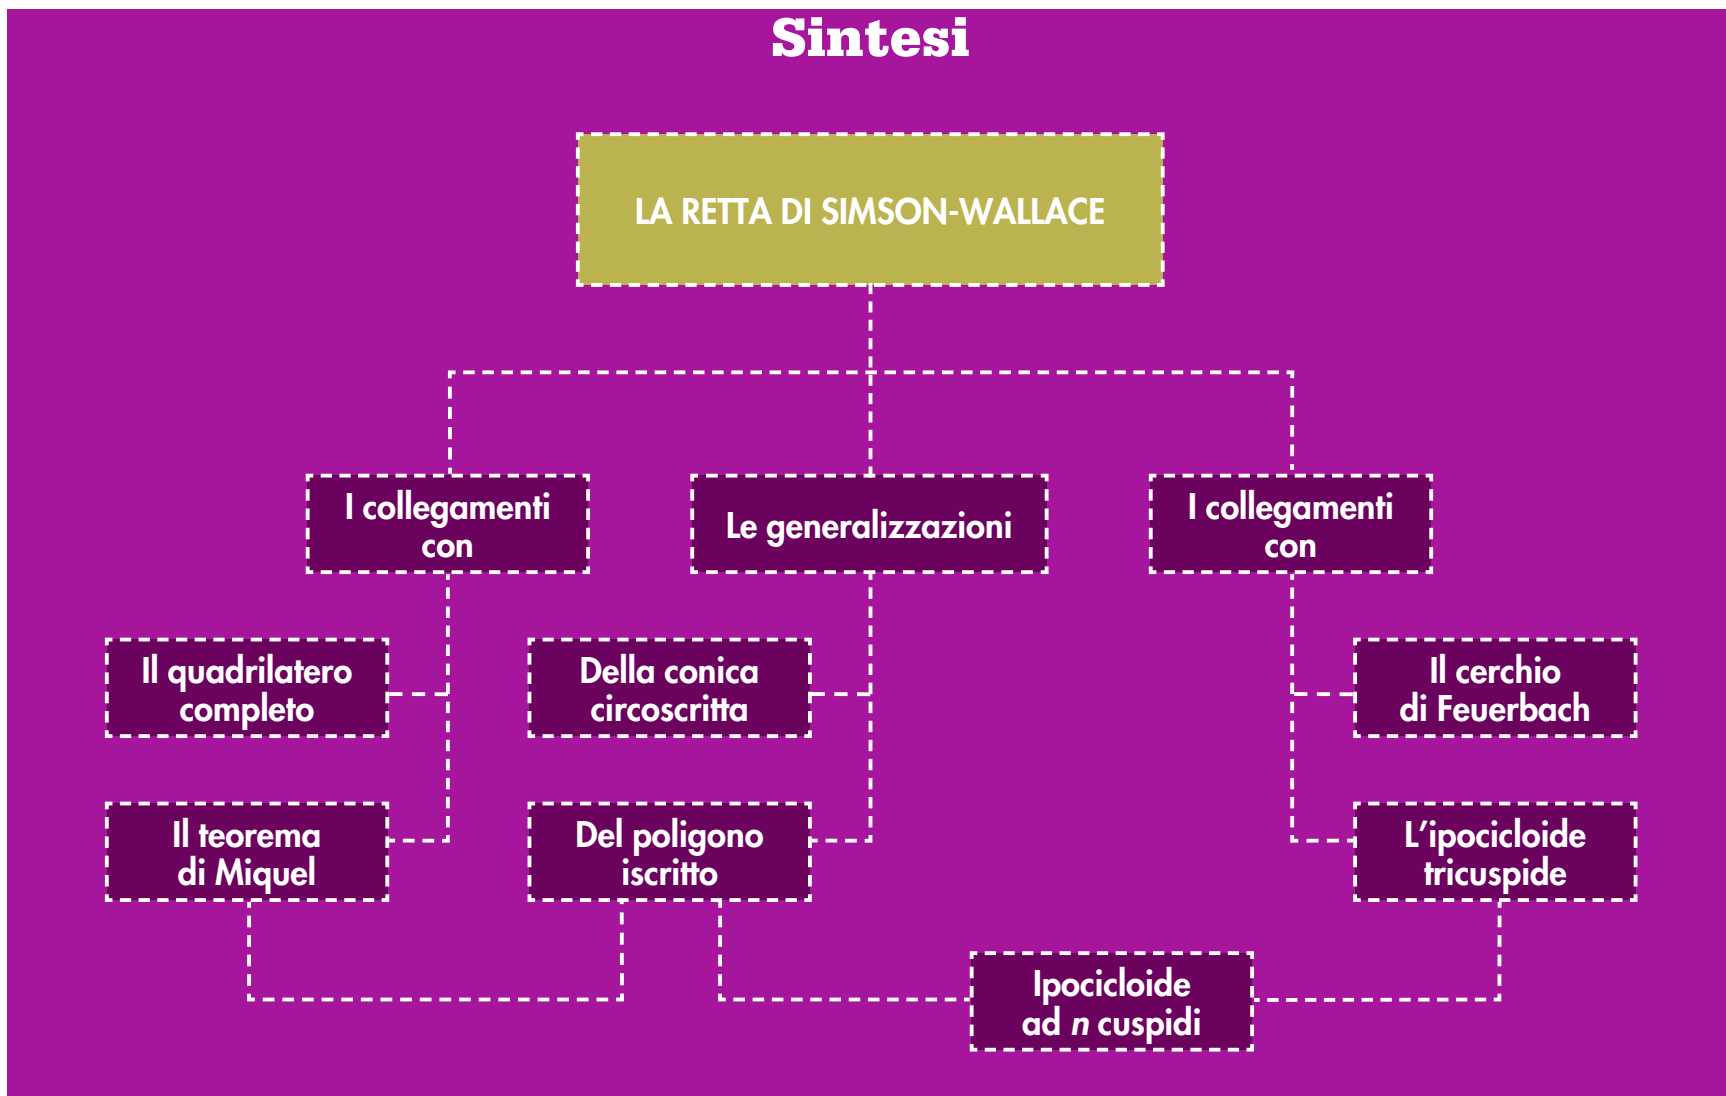 Sintesi
LA RETTA DI SIMSON-WALLACE
I collegamenti
con
Le generalizzazioni
I collegamenti
con
Il quadrilatero
completo
Della conica
circoscritta
Il cerchio
di Feuerbach
Il teorema
di Miquel
Del poligono
iscritto
L'ipocicloide
tricuspide
Ipocicloide
ad n cuspidi